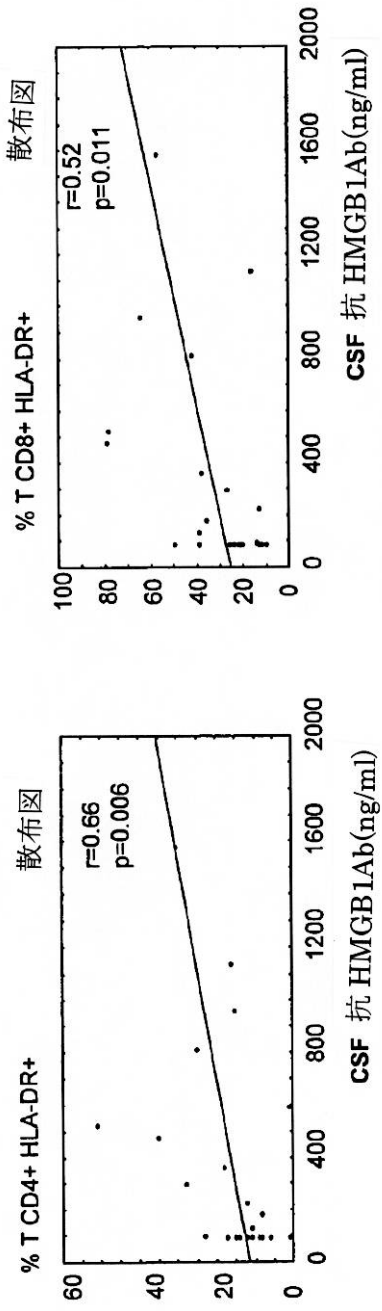 % T CD4+ HLA-DR+
散布図
r=0.66
p=0.006
60
40
20
0
0
400
800
1200
1600
2000
CSF 抗 HMGB1Ab(ng/ml)
% T CD8+ HLA-DR+
散布図
r=0.52
p=0.011
100
80
60
40
20
0
0
400
800
1200
1600
2000
CSF 抗 HMGB1Ab(ng/ml)